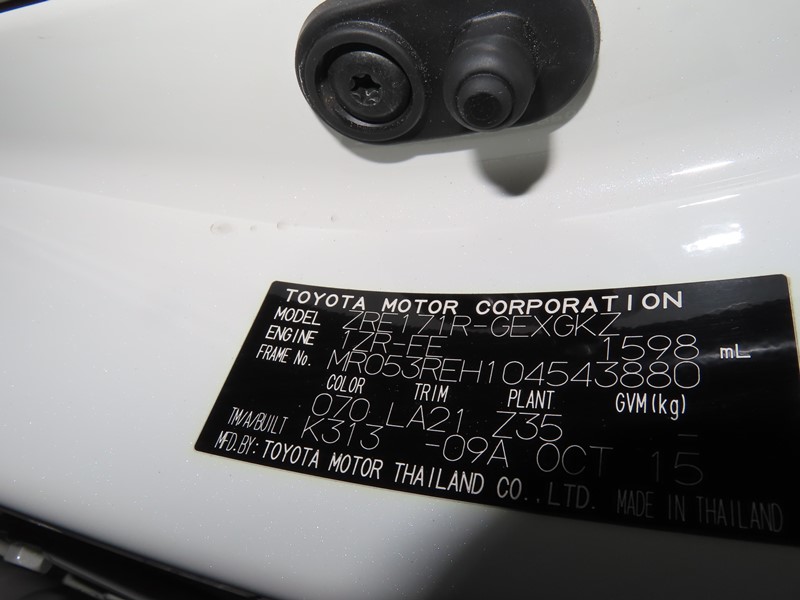 TOYOTA MOTOR CORPORATION
MODEL ZRE171R-GEXGKZ
ENGINE 1ZR-EE 1598 mL
FRAME No. MR053REH104543880
COLOR TRIM PLANT GVM(kg)
070 LA21 Z35 –
TM/A/BUILT K313 -09A OCT 15
MFD.BY: TOYOTA MOTOR THAILAND CO.,LTD. MADE IN THAILAND